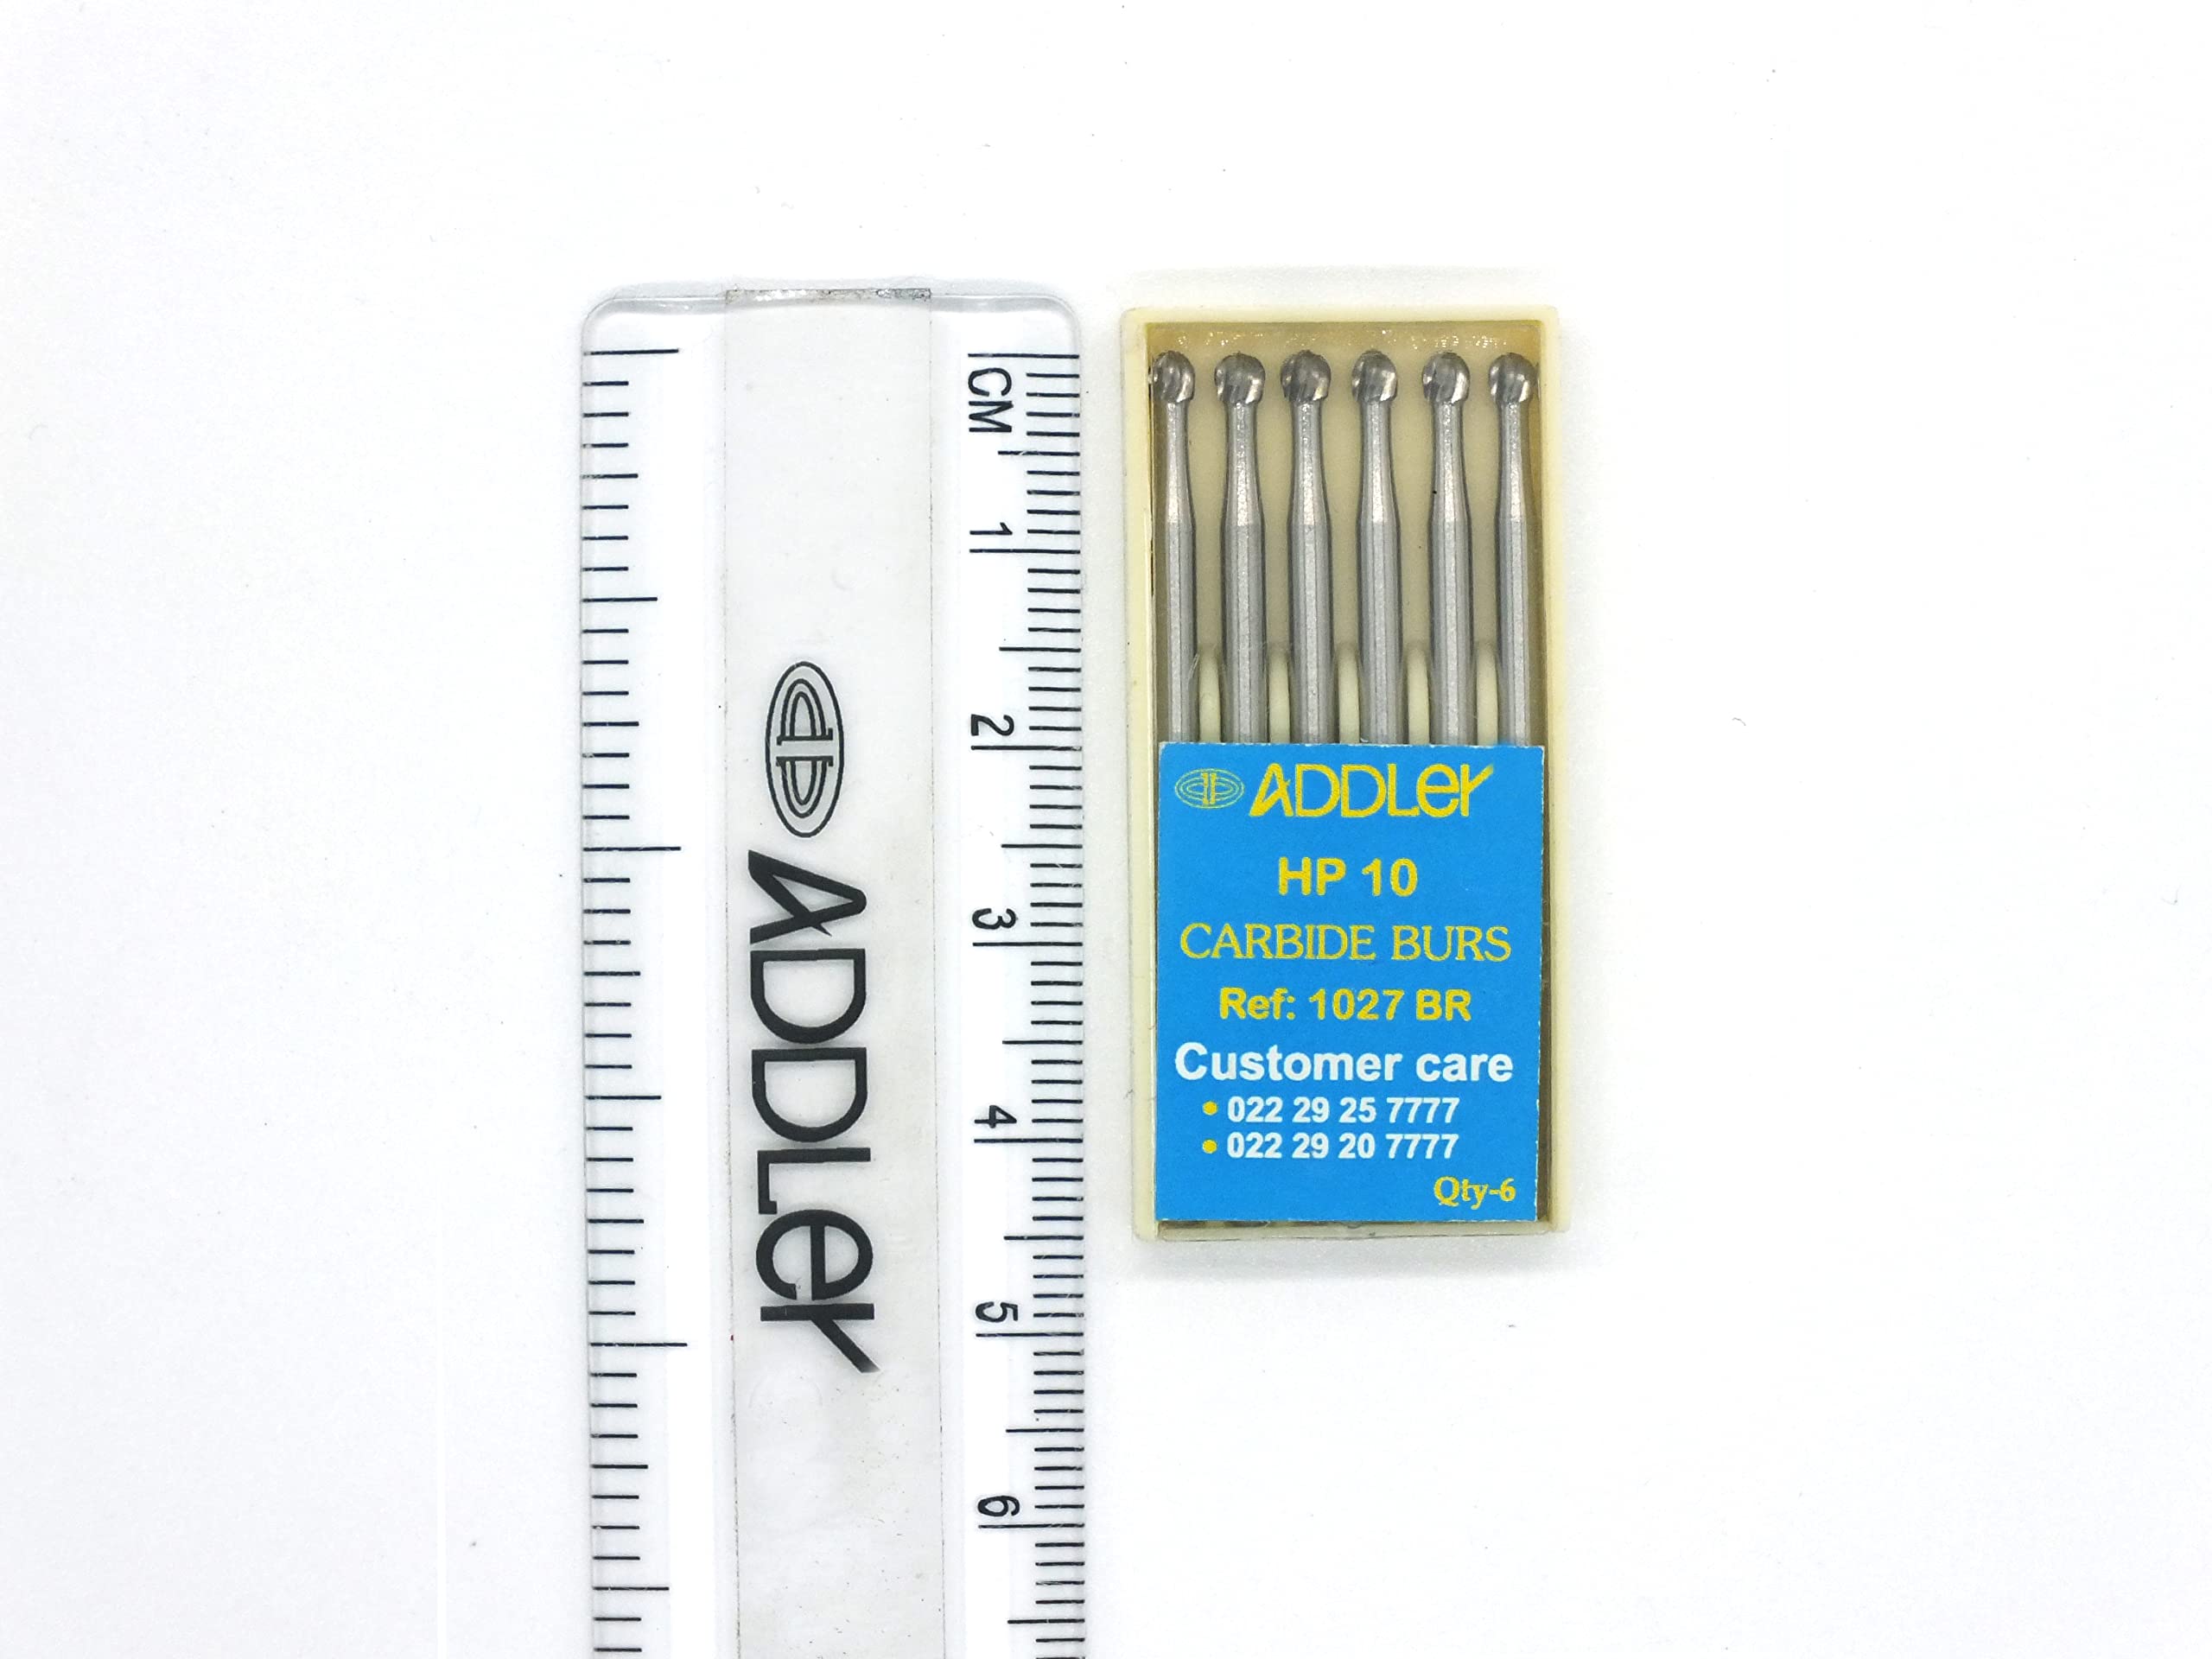 CM
1
2
3
4
5
6
ADDLer
ADDLer
HP 10
CARBIDE BURS
Ref: 1027 BR
Customer care
• 022 29 25 7777
• 022 29 20 7777
Qty-6